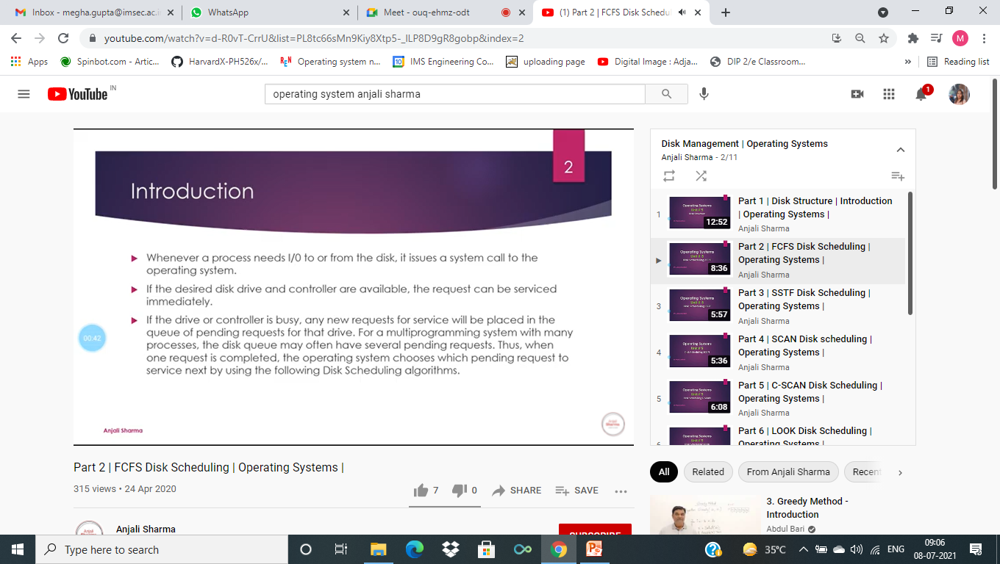 Inbox - megha.gupta@imsec.ac.i
WhatsApp
Meet - ouq-ehmz-odt
(1) Part 2 | FCFS Disk Schedul
youtube.com/watch?v=d-R0vT-CrrU&list=PL8tc66sMn9Kiy8Xtp5-_lLP8D9gR8gobp&index=2
M
Apps
Spinbot.com - Artic...
HarvardX-PH526x/...
Operating system n...
IMS Engineering Co...
uploading page
Digital Image : Adja...
DIP 2/e Classroom...
Reading list
YouTube IN
operating system anjali sharma
1
2
Introduction
Whenever a process needs I/0 to or from the disk, it issues a system call to the
operating system.
If the desired disk drive and controller are available, the request can be serviced
immediately.
If the drive or controller is busy, any new requests for service will be placed in the
queue of pending requests for that drive. For a multiprogramming system with many
processes, the disk queue may often have several pending requests. Thus, when
one request is completed, the operating system chooses which pending request to
service next by using the following Disk Scheduling algorithms.
00:42
Anjali Sharma
Part 2 | FCFS Disk Scheduling | Operating Systems |
315 views • 24 Apr 2020
7
0
SHARE
SAVE
Anjali Sharma
SUBSCRIBE
Disk Management | Operating Systems
Anjali Sharma - 2/11
1
12:52
Part 1 | Disk Structure | Introduction
| Operating Systems |
Anjali Sharma
8:36
Part 2 | FCFS Disk Scheduling |
Operating Systems |
Anjali Sharma
3
5:57
Part 3 | SSTF Disk Scheduling |
Operating Systems |
Anjali Sharma
4
5:36
Part 4 | SCAN Disk scheduling |
Operating Systems |
Anjali Sharma
5
6:08
Part 5 | C-SCAN Disk Scheduling |
Operating Systems |
Anjali Sharma
6
Part 6 | LOOK Disk Scheduling |
Operating Systems |
All
Related
From Anjali Sharma
Recent
3. Greedy Method -
Introduction
Abdul Bari
Type here to search
35°C
ENG
09:06
08-07-2021